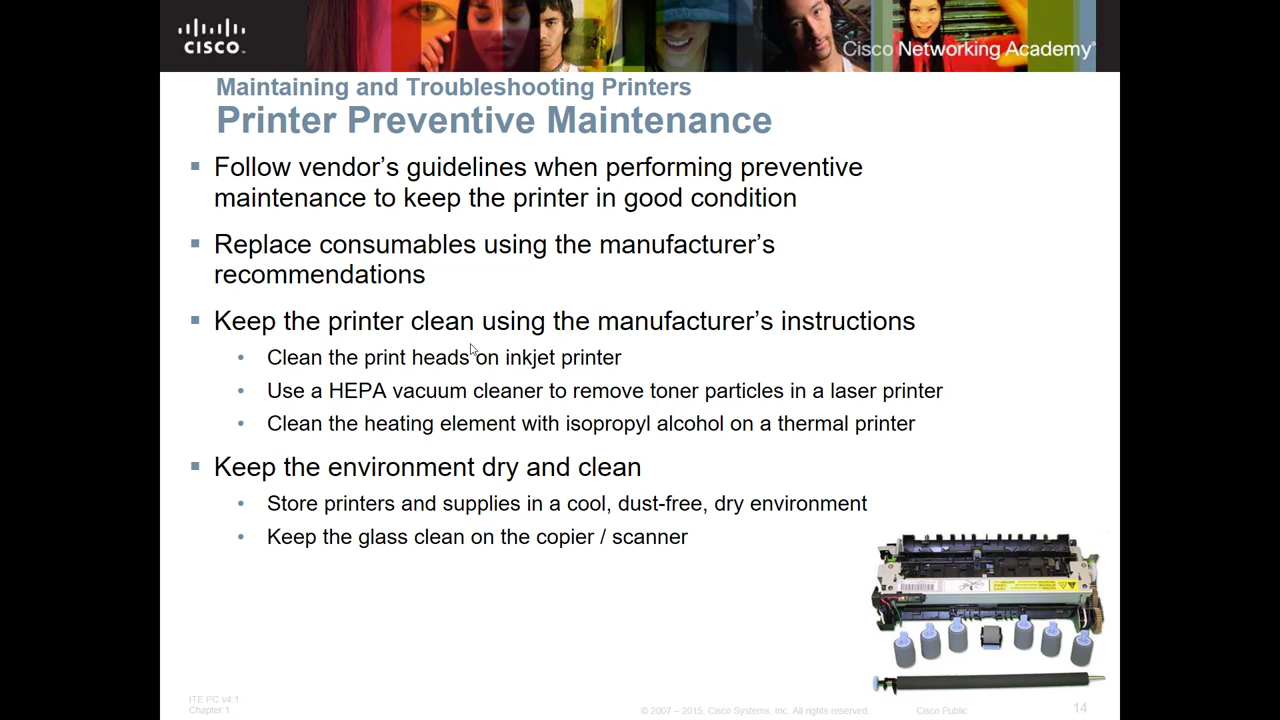 CISCO
Cisco Networking Academy®
Maintaining and Troubleshooting Printers
Printer Preventive Maintenance
▪ Follow vendor’s guidelines when performing preventive
maintenance to keep the printer in good condition
▪ Replace consumables using the manufacturer’s
recommendations
▪ Keep the printer clean using the manufacturer’s instructions
• Clean the print heads on inkjet printer
• Use a HEPA vacuum cleaner to remove toner particles in a laser printer
• Clean the heating element with isopropyl alcohol on a thermal printer
▪ Keep the environment dry and clean
• Store printers and supplies in a cool, dust-free, dry environment
• Keep the glass clean on the copier / scanner
ITE PC v4.1
Chapter 1
© 2007 – 2015, Cisco Systems, Inc. All rights reserved.
Cisco Public
14